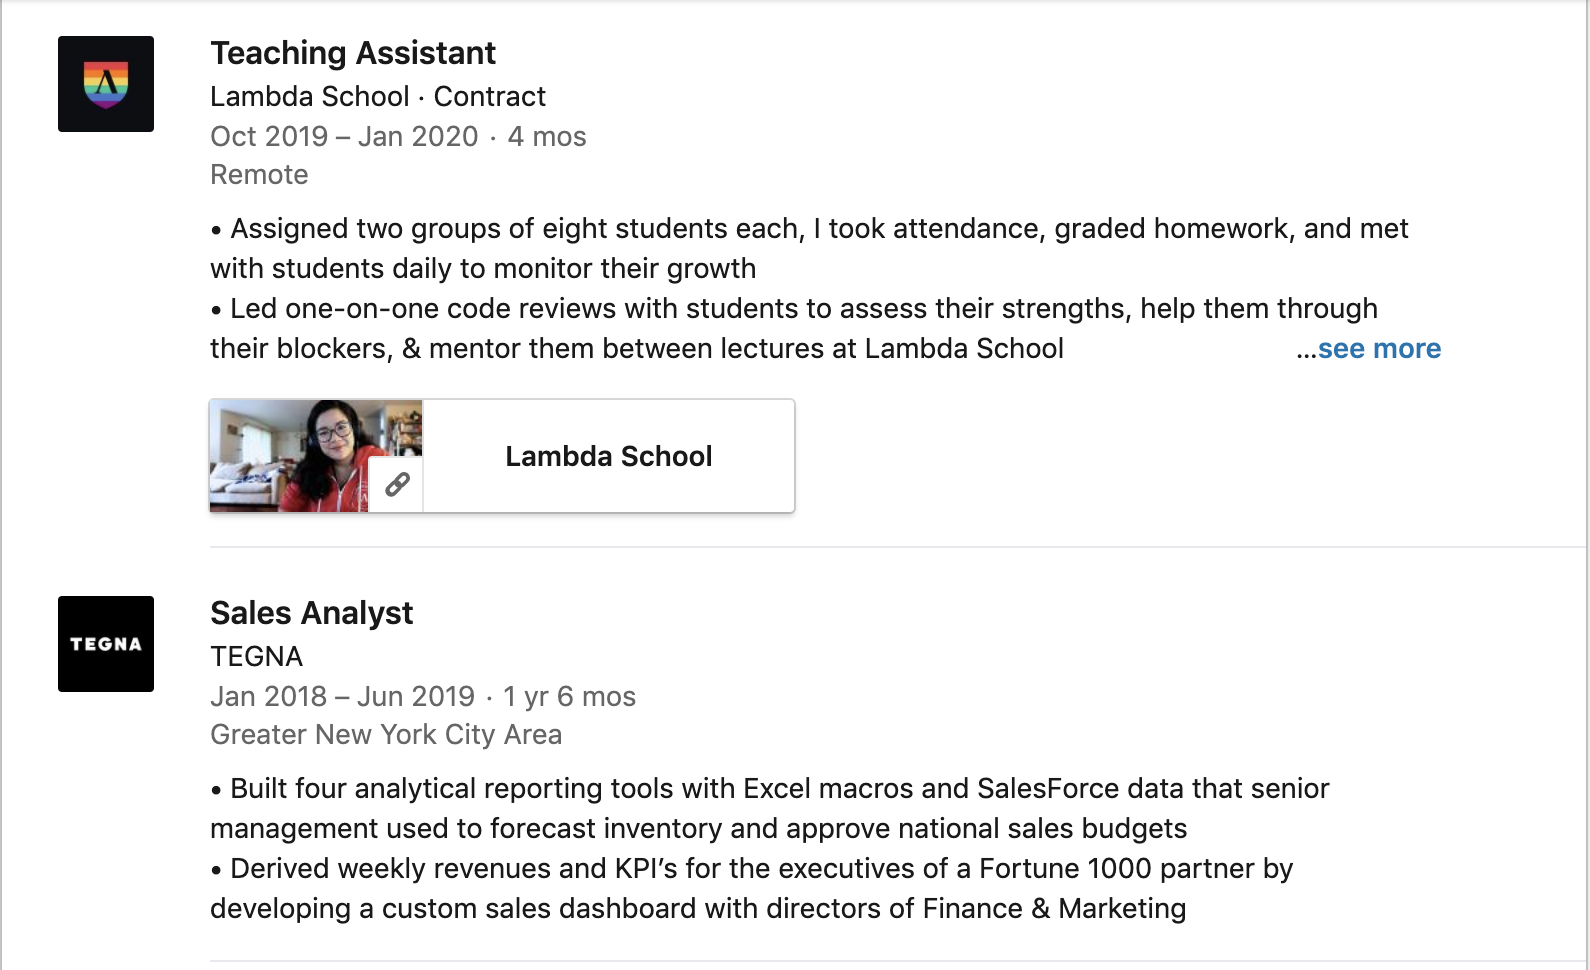 Teaching Assistant
Lambda School · Contract
Oct 2019 – Jan 2020 · 4 mos
Remote
• Assigned two groups of eight students each, I took attendance, graded homework, and met
with students daily to monitor their growth
• Led one-on-one code reviews with students to assess their strengths, help them through
their blockers, & mentor them between lectures at Lambda School ...see more
Lambda School
TEGNA
Sales Analyst
TEGNA
Jan 2018 – Jun 2019 · 1 yr 6 mos
Greater New York City Area
• Built four analytical reporting tools with Excel macros and SalesForce data that senior
management used to forecast inventory and approve national sales budgets
• Derived weekly revenues and KPI’s for the executives of a Fortune 1000 partner by
developing a custom sales dashboard with directors of Finance & Marketing